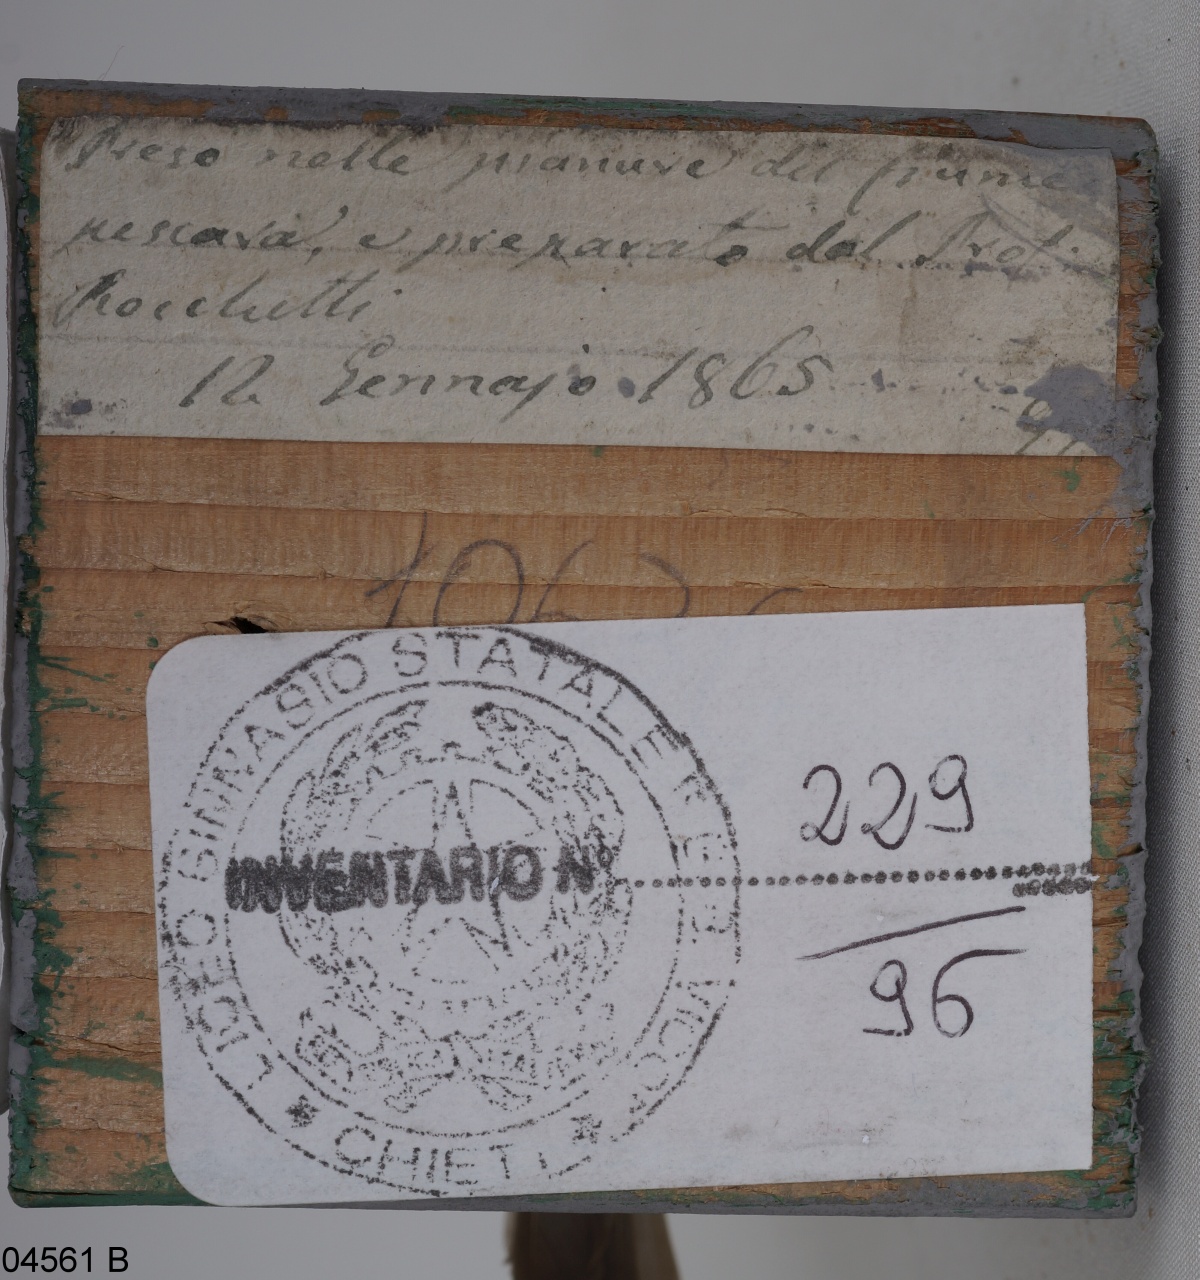 Preso nelle pianure del fiume
pescara, e preparato dal Prof.
Rocchetti
12 Gennajo 1865
LICEO GINNASIO STATALE
CHIETI
INVENTARIO N°
229
96
04561 B